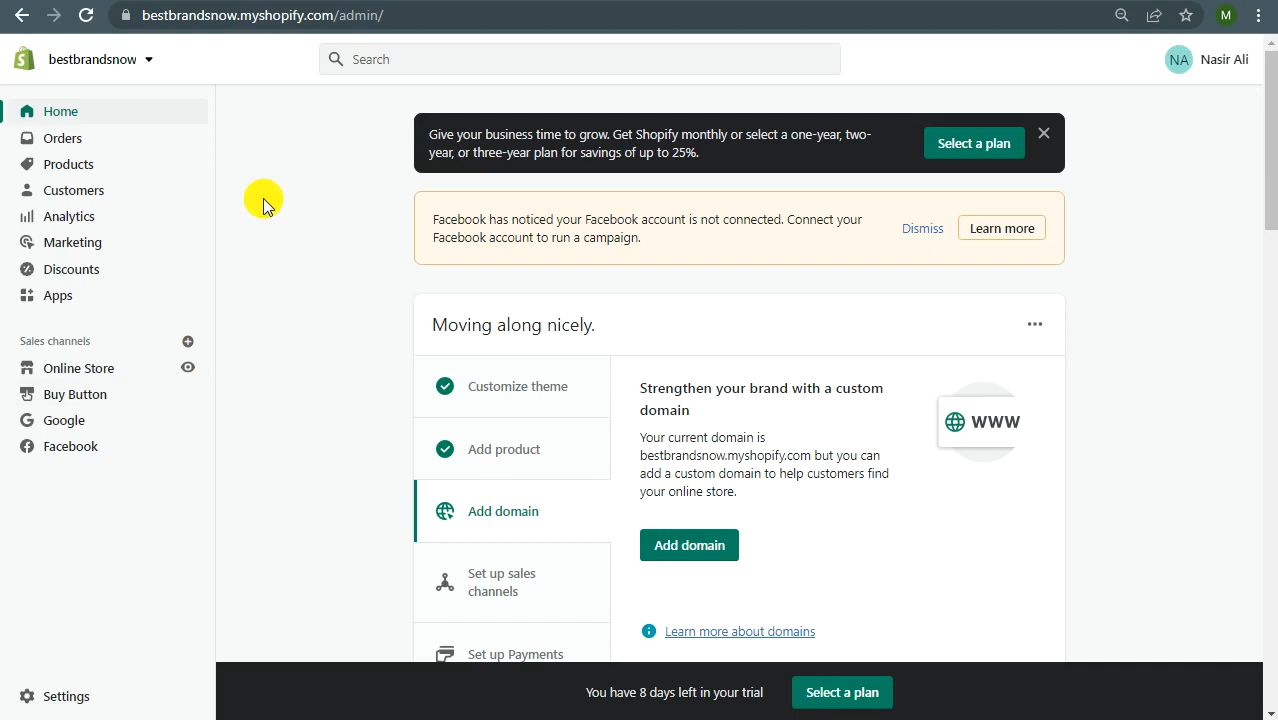 bestbrandsnow.myshopify.com/admin/
M
bestbrandsnow
Search
NA
Nasir Ali
Home
Orders
Products
Customers
Analytics
Marketing
Discounts
Apps
Sales channels
Online Store
Buy Button
Google
Facebook
Settings
Give your business time to grow. Get Shopify monthly or select a one-year, two-
year, or three-year plan for savings of up to 25%.
Select a plan
Facebook has noticed your Facebook account is not connected. Connect your
Facebook account to run a campaign.
Dismiss
Learn more
Moving along nicely.
Customize theme
Add product
Add domain
Set up sales
channels
Set up Payments
Strengthen your brand with a custom
domain
Your current domain is
bestbrandsnow.myshopify.com but you can
add a custom domain to help customers find
your online store.
WWW
Add domain
Learn more about domains
You have 8 days left in your trial
Select a plan